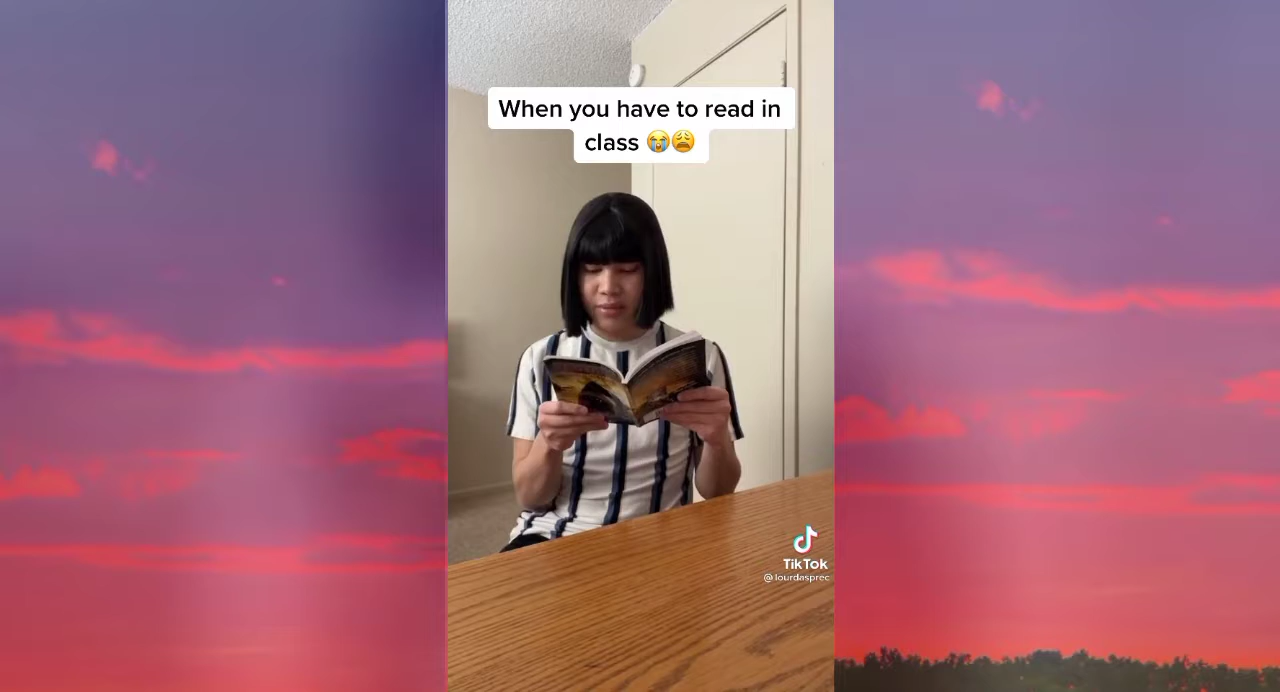 When you have to read in
class 😭😩
TikTok
@lourdasprec